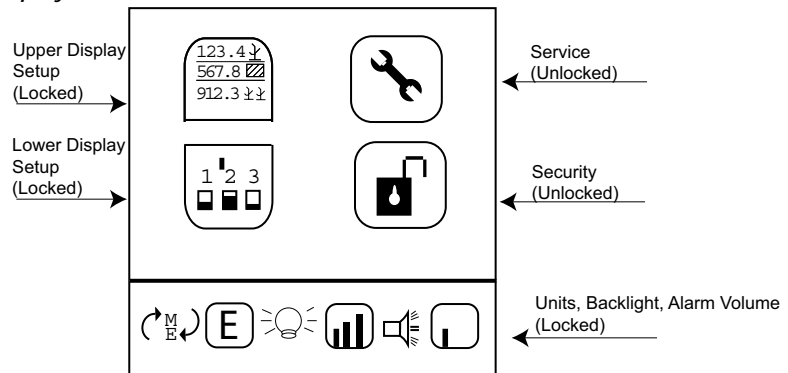 Upper Display
Setup
(Locked)
123.4
567.8
912.3
Service
(Unlocked)
Lower Display
Setup
(Locked)
1 2 3
Security
(Unlocked)
M
E
E
Units, Backlight, Alarm Volume
(Locked)